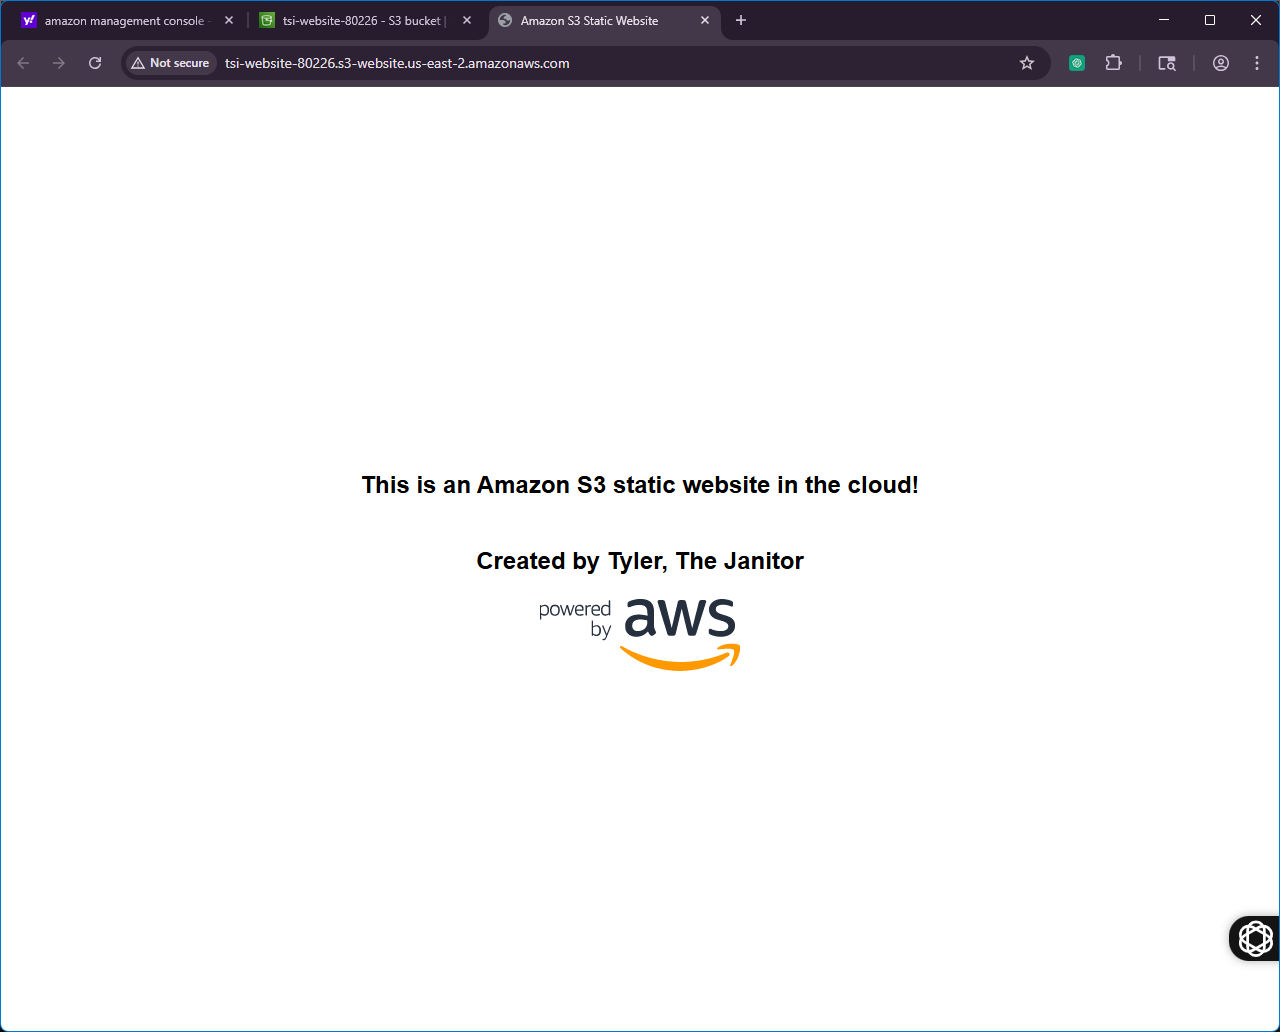 amazon management console -
tsi-website-80226 - S3 bucket |
Amazon S3 Static Website
Not secure
tsi-website-80226.s3-website.us-east-2.amazonaws.com
This is an Amazon S3 static website in the cloud!
Created by Tyler, The Janitor
powered
by
aws